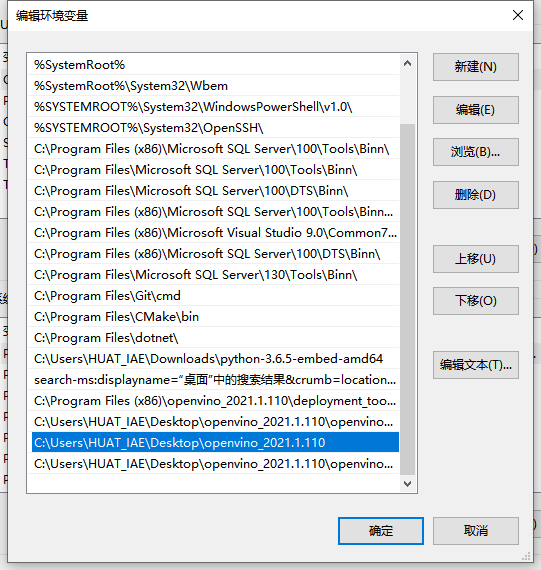 编辑环境变量
%SystemRoot%
%SystemRoot%\System32\Wbem
%SYSTEMROOT%\System32\WindowsPowerShell\v1.0\
%SYSTEMROOT%\System32\OpenSSH\
C:\Program Files (x86)\Microsoft SQL Server\100\Tools\Binn\
C:\Program Files\Microsoft SQL Server\100\Tools\Binn\
C:\Program Files\Microsoft SQL Server\100\DTS\Binn\
C:\Program Files (x86)\Microsoft SQL Server\100\Tools\Binn...
C:\Program Files (x86)\Microsoft Visual Studio 9.0\Common7...
C:\Program Files (x86)\Microsoft SQL Server\100\DTS\Binn\
C:\Program Files\Microsoft SQL Server\130\Tools\Binn\
C:\Program Files\Git\cmd
C:\Program Files\CMake\bin
C:\Program Files\dotnet\
C:\Users\HUAT_IAE\Downloads\python-3.6.5-embed-amd64
search-ms:displayname=“桌面”中的搜索结果&crumb=location...
C:\Program Files (x86)\openvino_2021.1.110\deployment_too...
C:\Users\HUAT_IAE\Desktop\openvino_2021.1.110\openvino...
C:\Users\HUAT_IAE\Desktop\openvino_2021.1.110
C:\Users\HUAT_IAE\Desktop\openvino_2021.1.110\openvino...
新建(N)
编辑(E)
浏览(B)...
删除(D)
上移(U)
下移(O)
编辑文本(T)...
确定
取消